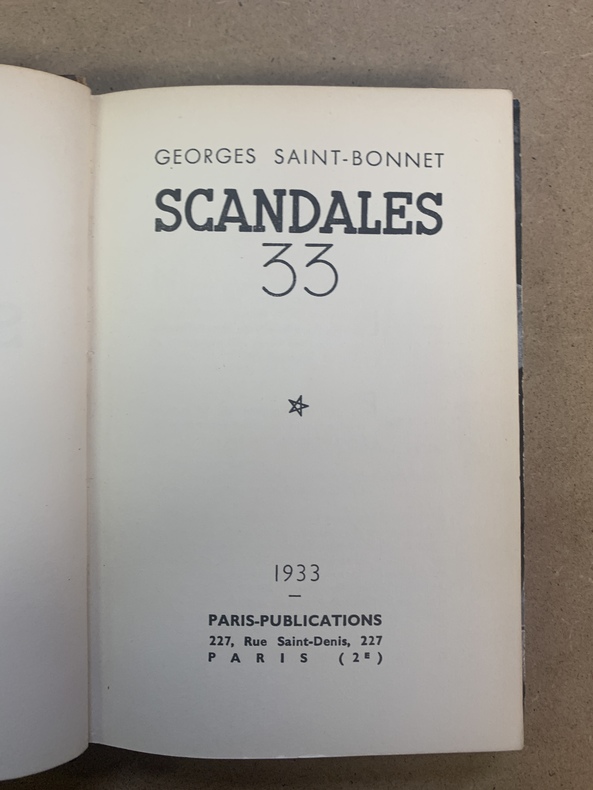 GEORGES SAINT-BONNET
SCANDALES
33
1933
PARIS-PUBLICATIONS
227, Rue Saint-Denis, 227
PARIS (2ᴱ)